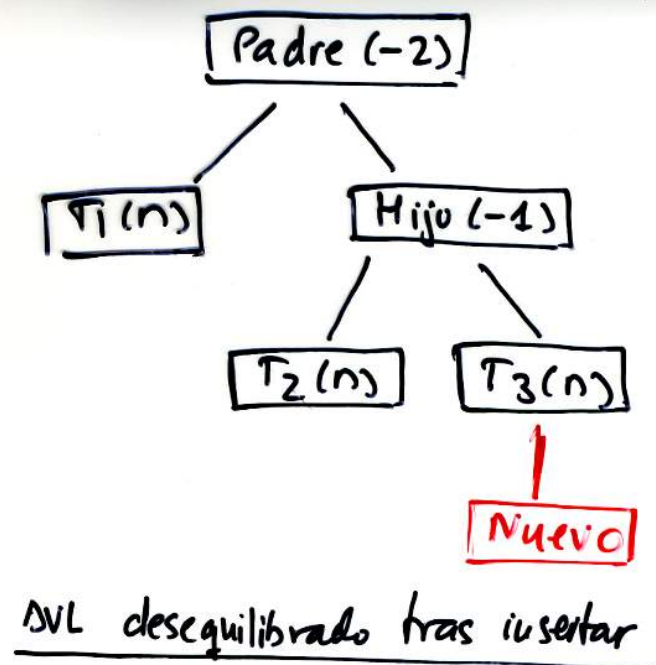 Padre (-2)
T1 (n)
Hijo (-1)
T2 (n)
T3 (n)
Nuevo
AVL desequilibrado tras insertar